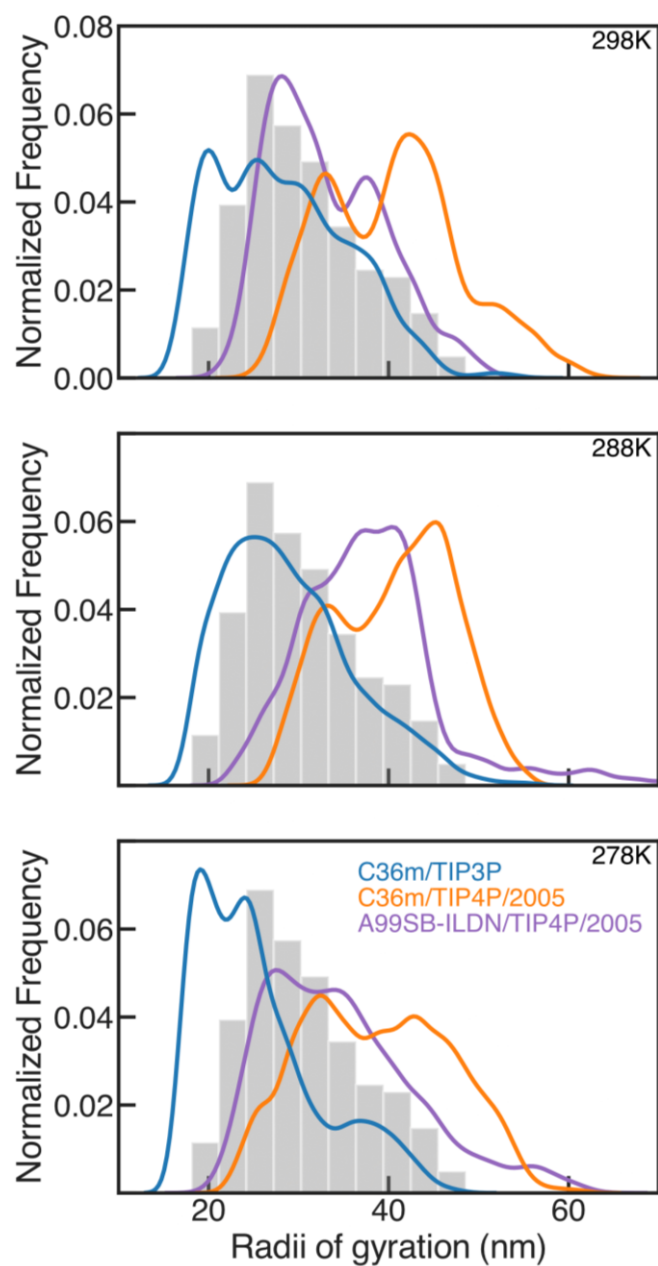 298K
Normalized Frequency
0.08
0.06
0.04
0.02
0.00
288K
Normalized Frequency
0.06
0.04
0.02
278K
C36m/TIP3P
C36m/TIP4P/2005
A99SB-ILDN/TIP4P/2005
Normalized Frequency
0.06
0.04
0.02
20 40 60
Radii of gyration (nm)